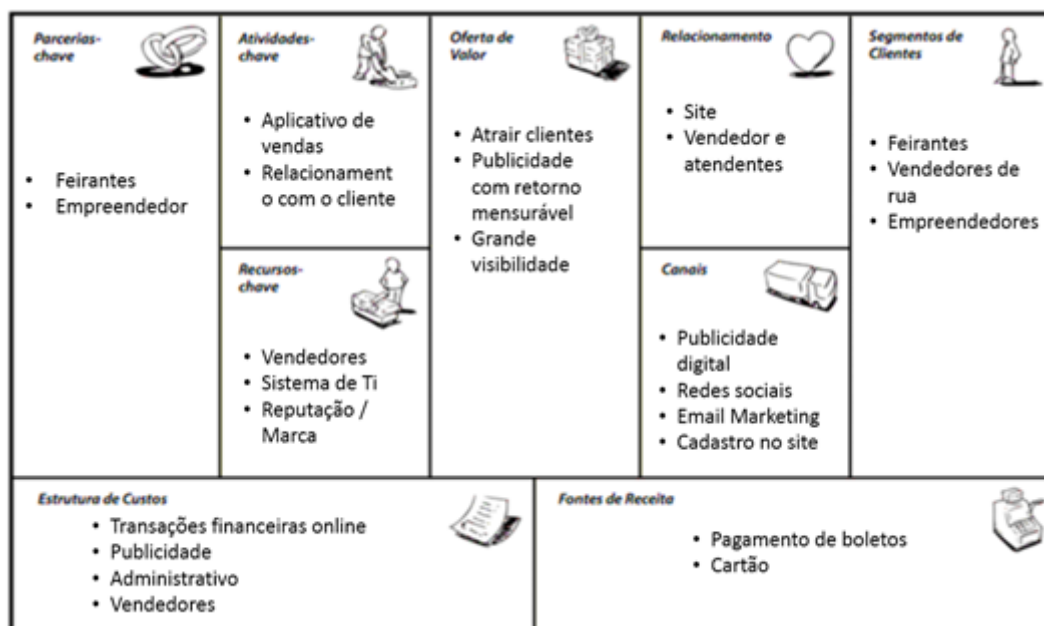 Parcerias-
chave
• Feirantes
• Empreendedor
Atividades-
chave
• Aplicativo de
vendas
• Relacionament
o com o cliente
Recursos-
chave
• Vendedores
• Sistema de Ti
• Reputação /
Marca
Oferta de
Valor
• Atrair clientes
• Publicidade
com retorno
mensurável
• Grande
visibilidade
Relacionamento
• Site
• Vendedor e
atendentes
Canais
• Publicidade
digital
• Redes sociais
• Email Marketing
• Cadastro no site
Segmentos de
Clientes
• Feirantes
• Vendedores de
rua
• Empreendedores
Estrutura de Custos
• Transações financeiras online
• Publicidade
• Administrativo
• Vendedores
Fontes de Receita
• Pagamento de boletos
• Cartão